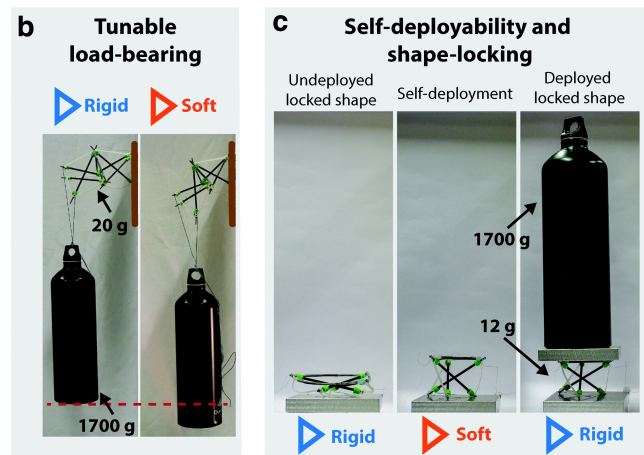 b
Tunable
load-bearing
Rigid
Soft
20 g
1700 g
c
Self-deployability and
shape-locking
Undeployed
locked shape
Self-deployment
Deployed
locked shape
1700 g
12 g
Rigid
Soft
Rigid